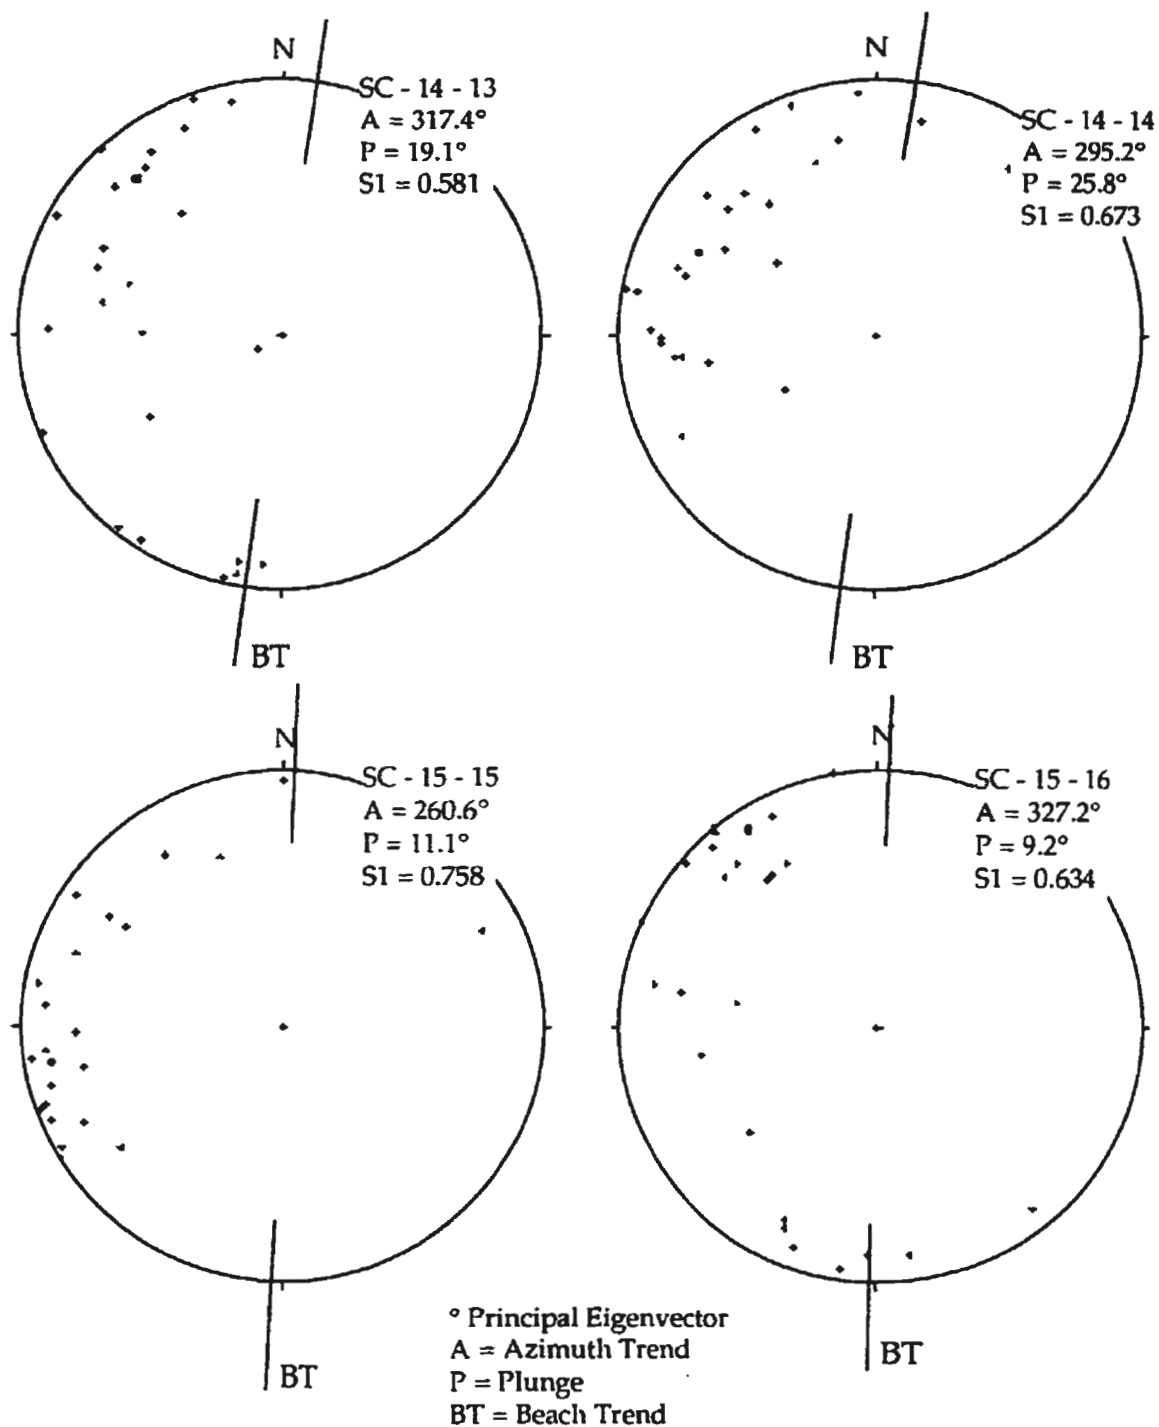 N
SC - 14 - 13
A = 317.4°
P = 19.1°
S1 = 0.581
BT
N
SC - 14 - 14
A = 295.2°
P = 25.8°
S1 = 0.673
BT
N
SC - 15 - 15
A = 260.6°
P = 11.1°
S1 = 0.758
BT
N
SC - 15 - 16
A = 327.2°
P = 9.2°
S1 = 0.634
BT
° Principal Eigenvector
A = Azimuth Trend
P = Plunge
BT = Beach Trend